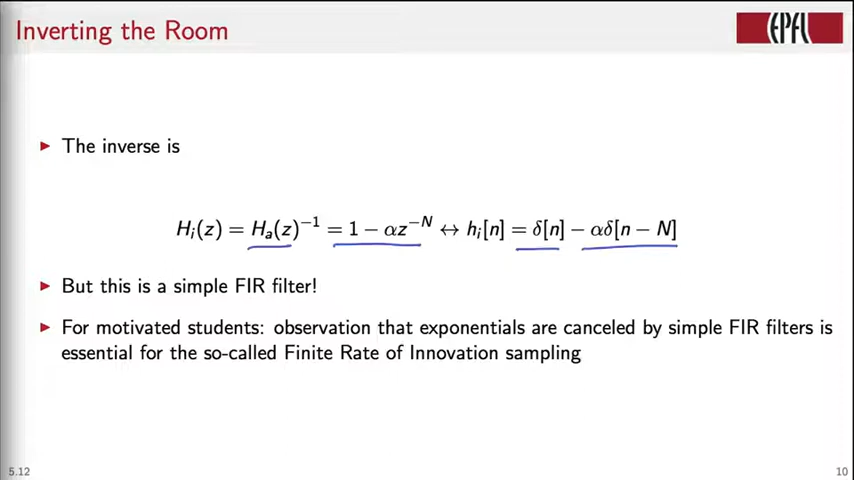 Inverting the Room
EPFL
▶ The inverse is
H_i(z) = H_a(z)^{-1} = 1 − αz^{−N} ↔ h_i[n] = δ[n] − αδ[n − N]
▶ But this is a simple FIR filter!
▶ For motivated students: observation that exponentials are canceled by simple FIR filters is
essential for the so-called Finite Rate of Innovation sampling
5.12
10